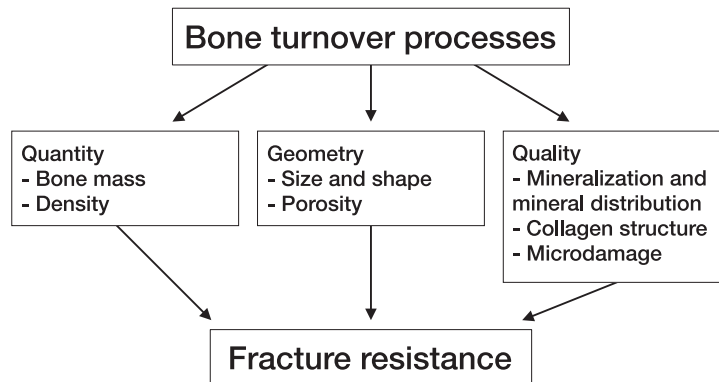 Bone turnover processes
Quantity
- Bone mass
- Density
Geometry
- Size and shape
- Porosity
Quality
- Mineralization and
mineral distribution
- Collagen structure
- Microdamage
Fracture resistance